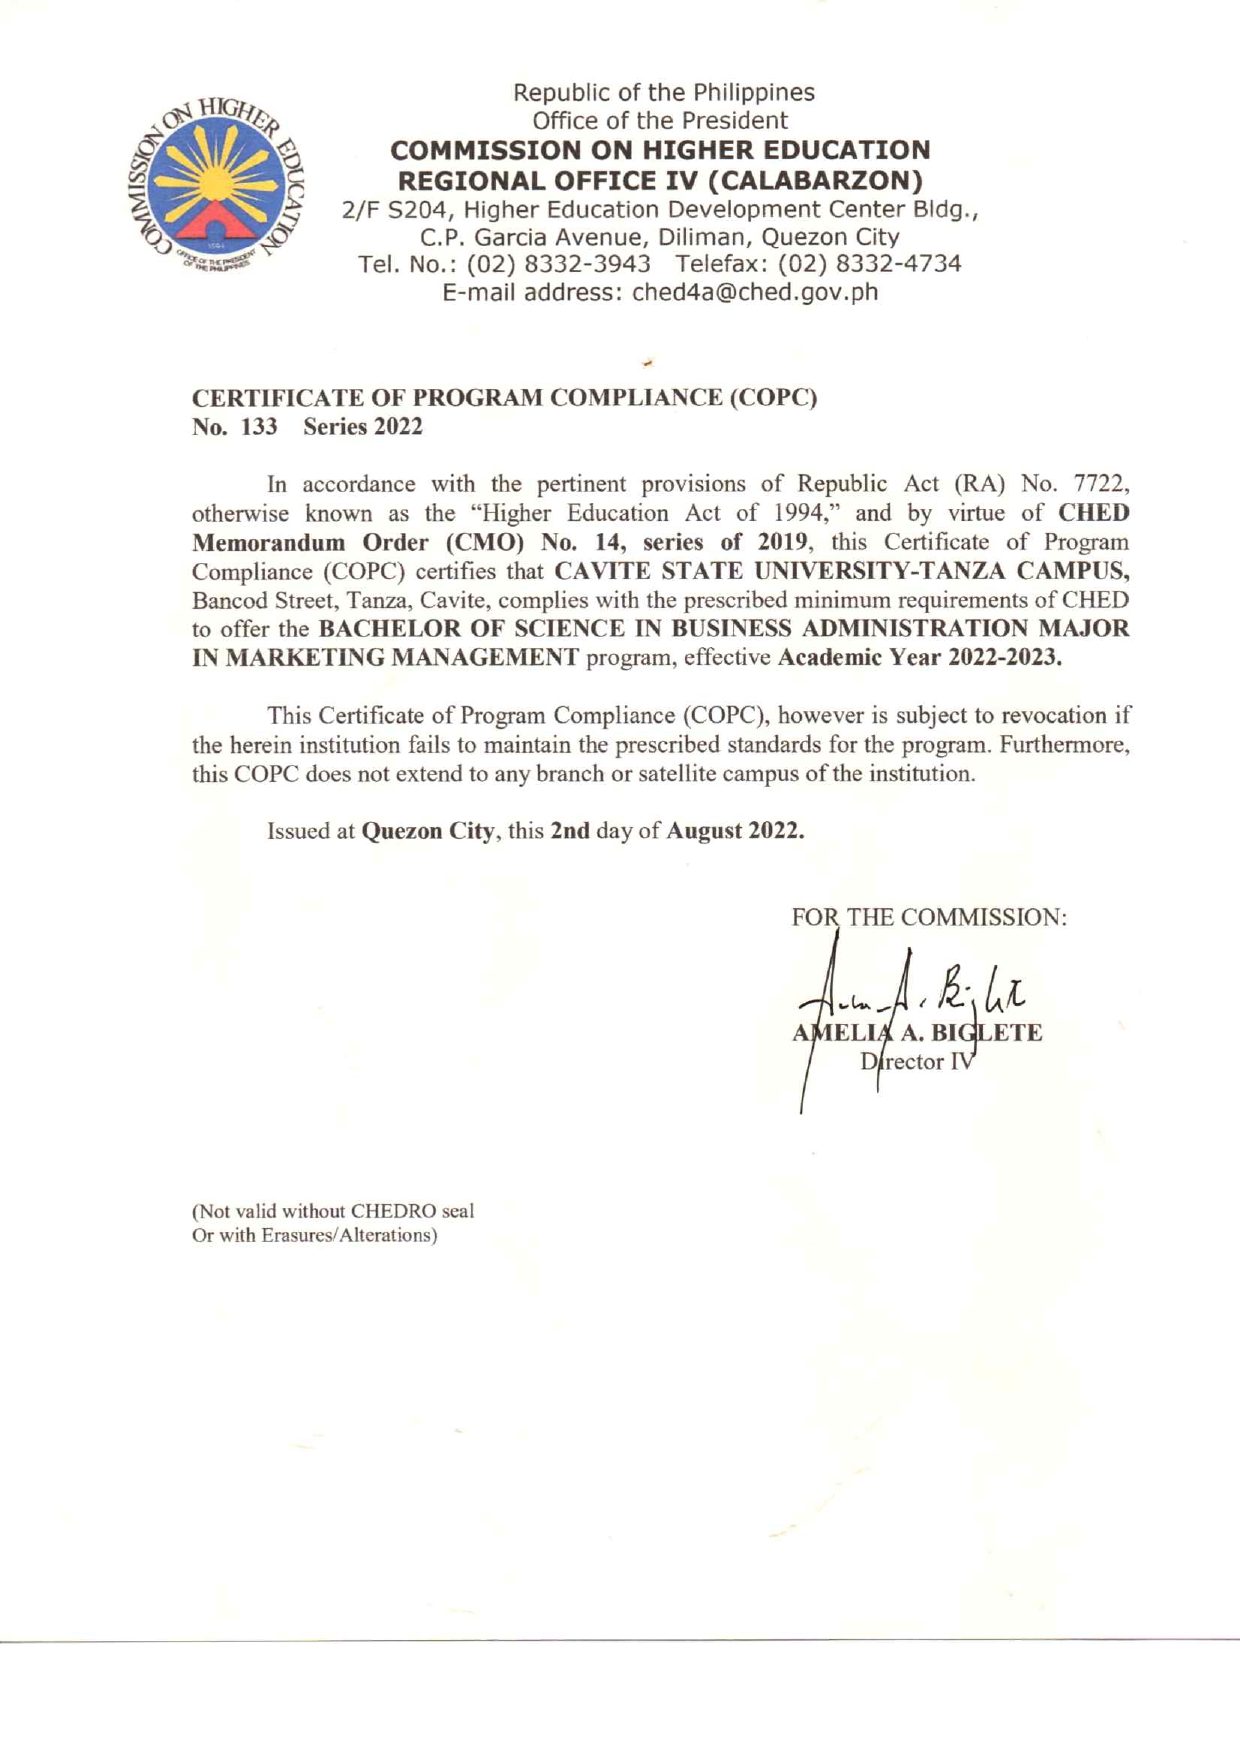 COMMISSION ON HIGHER EDUCATION
OFFICE OF THE PRESIDENT
OF THE PHILIPPINES
1994
Republic of the Philippines
Office of the President
COMMISSION ON HIGHER EDUCATION
REGIONAL OFFICE IV (CALABARZON)
2/F S204, Higher Education Development Center Bldg.,
C.P. Garcia Avenue, Diliman, Quezon City
Tel. No.: (02) 8332-3943 Telefax: (02) 8332-4734
E-mail address: ched4a@ched.gov.ph
CERTIFICATE OF PROGRAM COMPLIANCE (COPC)
No. 133 Series 2022
In accordance with the pertinent provisions of Republic Act (RA) No. 7722,
otherwise known as the “Higher Education Act of 1994,” and by virtue of CHED
Memorandum Order (CMO) No. 14, series of 2019, this Certificate of Program
Compliance (COPC) certifies that CAVITE STATE UNIVERSITY-TANZA CAMPUS,
Bancod Street, Tanza, Cavite, complies with the prescribed minimum requirements of CHED
to offer the BACHELOR OF SCIENCE IN BUSINESS ADMINISTRATION MAJOR
IN MARKETING MANAGEMENT program, effective Academic Year 2022-2023.
This Certificate of Program Compliance (COPC), however is subject to revocation if
the herein institution fails to maintain the prescribed standards for the program. Furthermore,
this COPC does not extend to any branch or satellite campus of the institution.
Issued at Quezon City, this 2nd day of August 2022.
FOR THE COMMISSION:
AMELIA A. BIGLETE
Director IV
(Not valid without CHEDRO seal
Or with Erasures/Alterations)